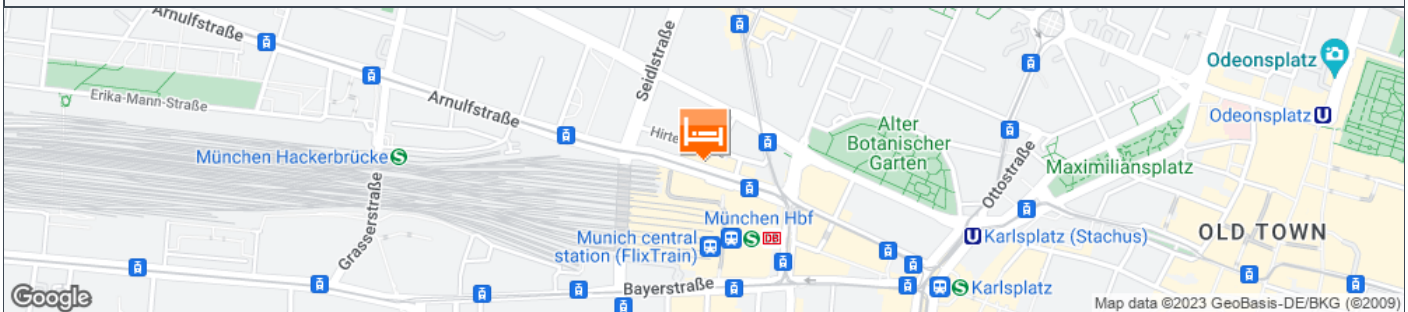 Arnulfstraße
Seidlstraße
Odeonsplatz
Erika-Mann-Straße
Arnulfstraße
Odeonsplatz U
Hirte
Alter
Botanischer
Garten
München Hackerbrücke S
Ottostraße
Maximiliansplatz
Grasserstraße
München Hbf
S DB
Munich central
station (FlixTrain)
U Karlsplatz (Stachus)
OLD TOWN
Bayerstraße
S Karlsplatz
Google
Map data ©2023 GeoBasis-DE/BKG (©2009)